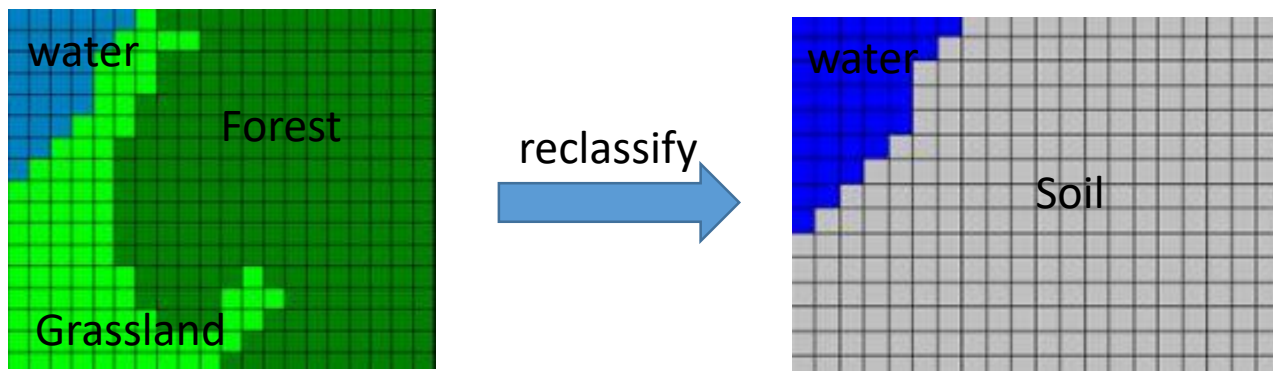 water
Forest
Grassland
reclassify
water
Soil